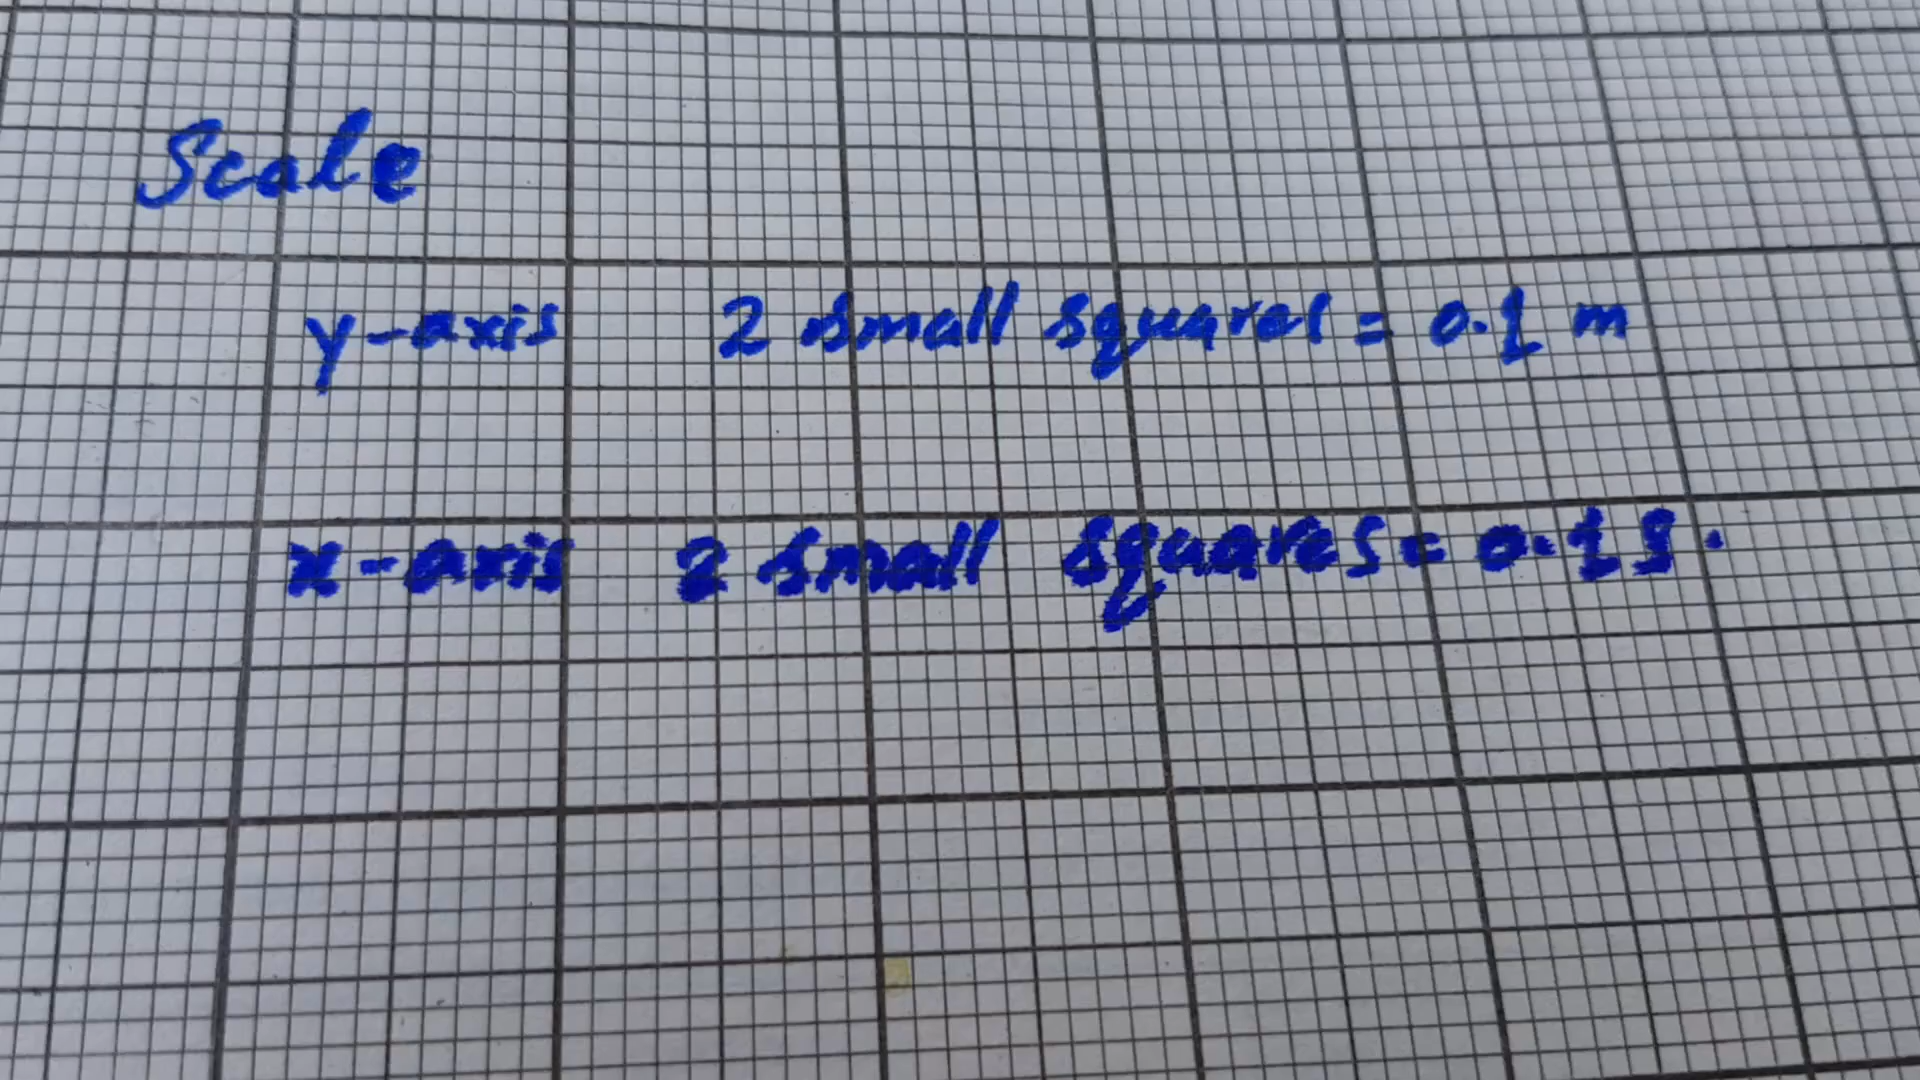 Scale
y-axis 2 small squares = 0.1 m
x-axis 2 small squares = 0.1 s.